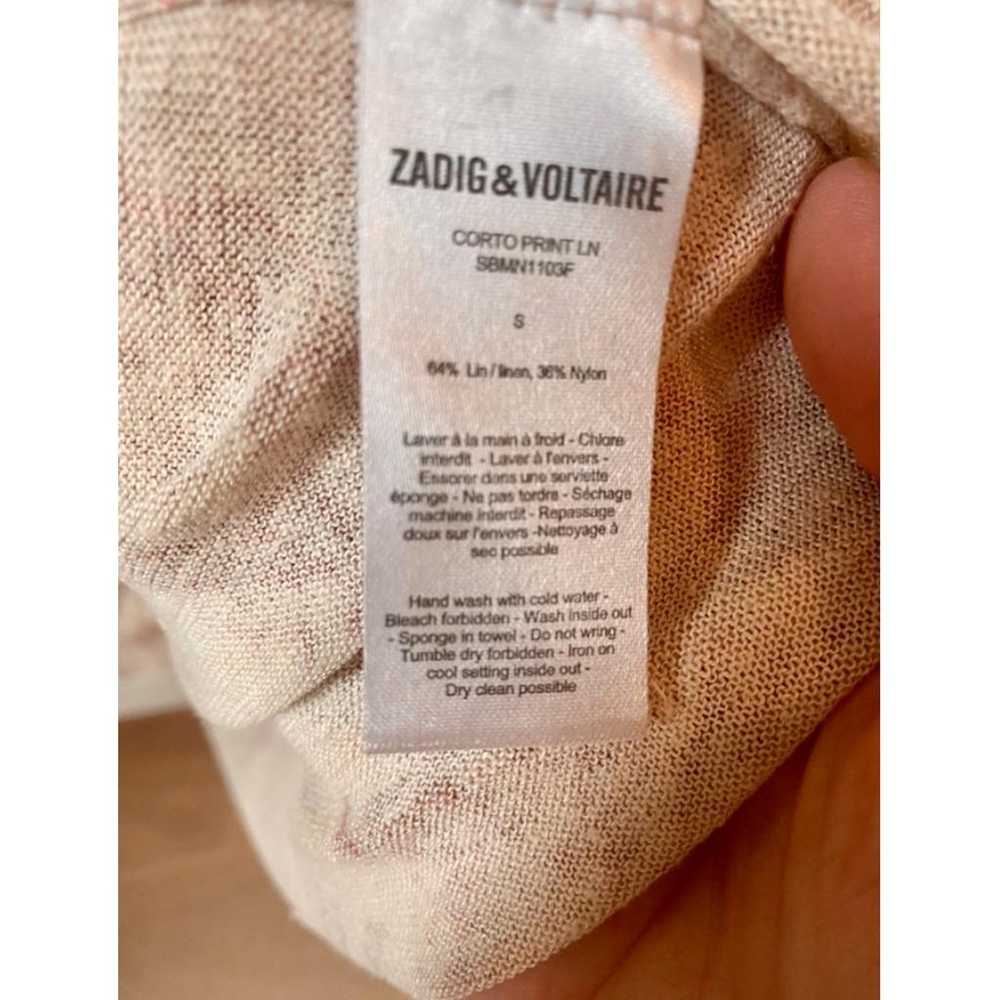 ZADIG&VOLTAIRE
CORTO PRINT LN
SBMN1103F
S
64% Lin / linen, 36% Nylon
Laver à la main à froid - Chlore
interdit - Laver à l'envers -
Essorer dans une serviette
éponge - Ne pas tordre - Séchage
machine interdit - Repassage
doux sur l'envers -Nettoyage à
sec possible
Hand wash with cold water -
Bleach forbidden - Wash inside out
- Sponge in towel - Do not wring -
Tumble dry forbidden - Iron on
cool setting inside out -
Dry clean possible